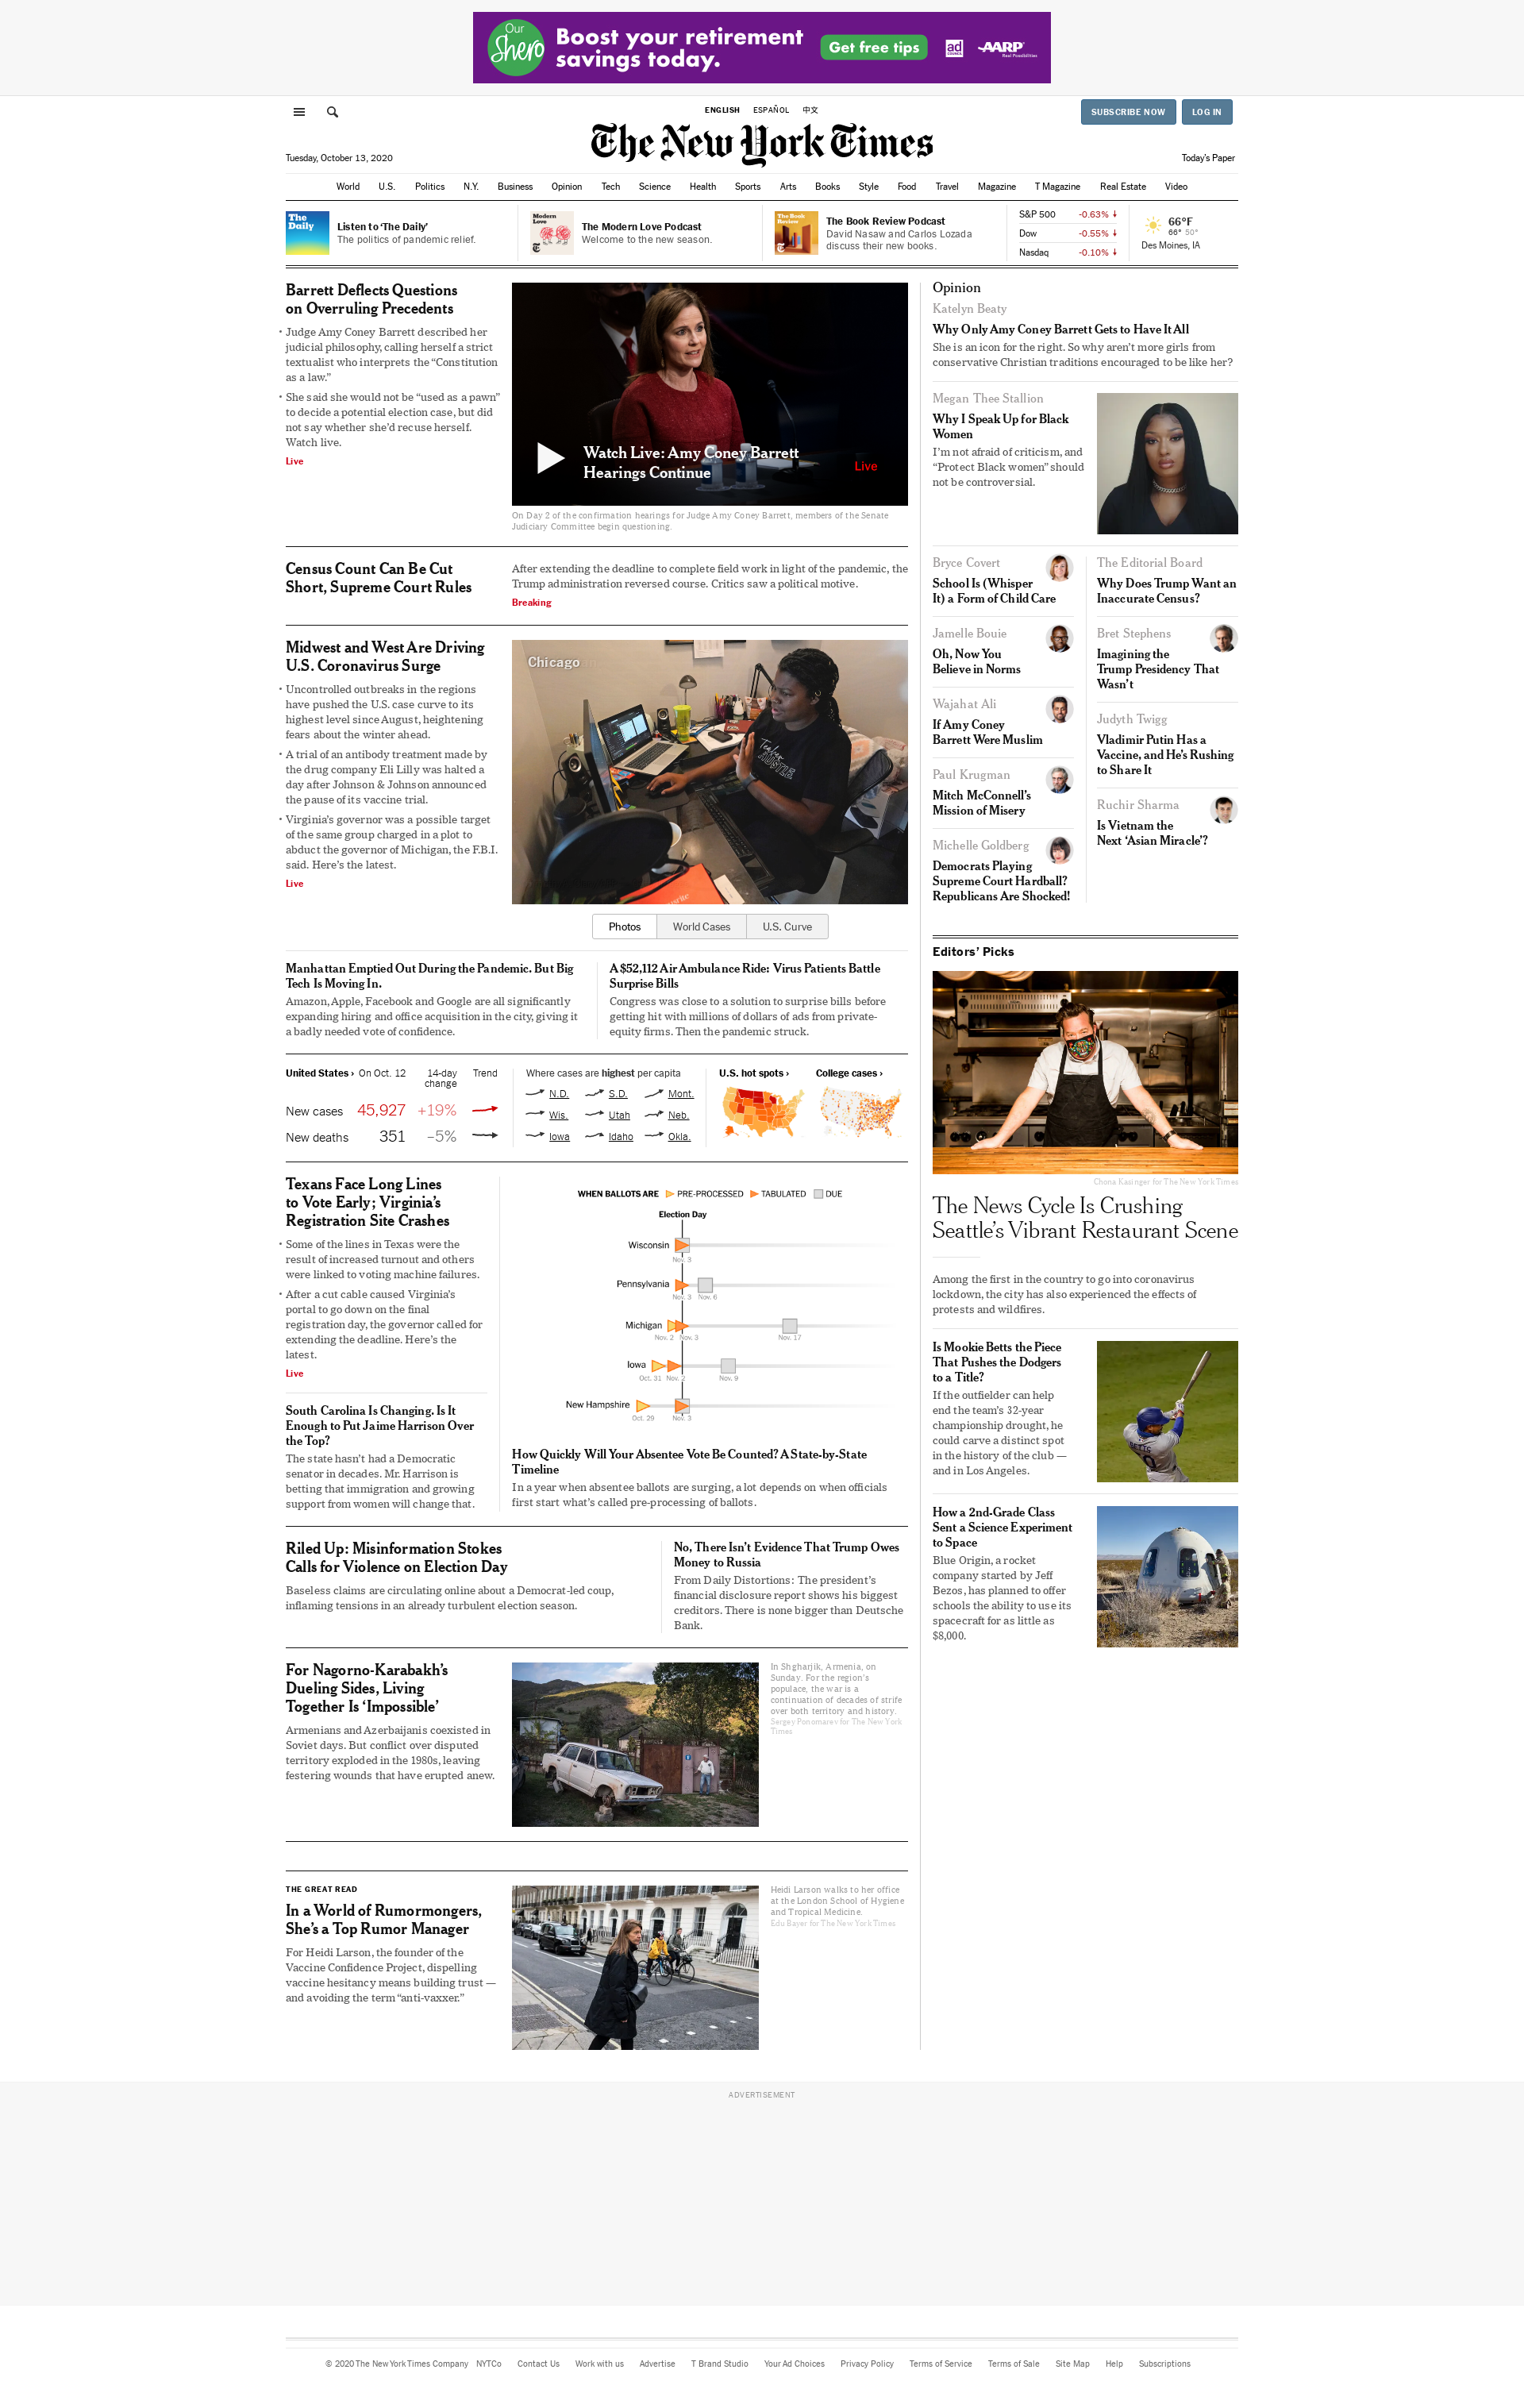 Our Shero
Boost your retirement
savings today.
Get free tips
ad COUNCIL
AARP
Real Possibilities
ENGLISH ESPAÑOL 中文
SUBSCRIBE NOW LOG IN
The New York Times
Tuesday, October 13, 2020
Today's Paper
World U.S. Politics N.Y. Business Opinion Tech Science Health Sports Arts Books Style Food Travel Magazine T Magazine Real Estate Video
The Daily
Listen to ‘The Daily’
The politics of pandemic relief.
Modern Love
The Modern Love Podcast
Welcome to the new season.
The Book Review
The Book Review Podcast
David Nasaw and Carlos Lozada
discuss their new books.
S&P 500 -0.63%
Dow -0.55%
Nasdaq -0.10%
66°F
66° 50°
Des Moines, IA
Barrett Deflects Questions
on Overruling Precedents
Judge Amy Coney Barrett described her
judicial philosophy, calling herself a strict
textualist who interprets the “Constitution
as a law.”
She said she would not be “used as a pawn”
to decide a potential election case, but did
not say whether she’d recuse herself.
Watch live.
Live
Watch Live: Amy Coney Barrett
Hearings Continue
Live
On Day 2 of the confirmation hearings for Judge Amy Coney Barrett, members of the Senate
Judiciary Committee begin questioning.
Census Count Can Be Cut
Short, Supreme Court Rules
After extending the deadline to complete field work in light of the pandemic, the
Trump administration reversed course. Critics saw a political motive.
Breaking
Midwest and West Are Driving
U.S. Coronavirus Surge
Uncontrolled outbreaks in the regions
have pushed the U.S. case curve to its
highest level since August, heightening
fears about the winter ahead.
A trial of an antibody treatment made by
the drug company Eli Lilly was halted a
day after Johnson & Johnson announced
the pause of its vaccine trial.
Virginia’s governor was a possible target
of the same group charged in a plot to
abduct the governor of Michigan, the F.B.I.
said. Here’s the latest.
Live
Chicago
Photos World Cases U.S. Curve
Manhattan Emptied Out During the Pandemic. But Big
Tech Is Moving In.
Amazon, Apple, Facebook and Google are all significantly
expanding hiring and office acquisition in the city, giving it
a badly needed vote of confidence.
A $52,112 Air Ambulance Ride: Virus Patients Battle
Surprise Bills
Congress was close to a solution to surprise bills before
getting hit with millions of dollars of ads from private-
equity firms. Then the pandemic struck.
United States › On Oct. 12 14-day
change Trend
New cases 45,927 +19%
New deaths 351 –5%
Where cases are highest per capita
N.D. S.D. Mont.
Wis. Utah Neb.
Iowa Idaho Okla.
U.S. hot spots › College cases ›
Texans Face Long Lines
to Vote Early; Virginia’s
Registration Site Crashes
Some of the lines in Texas were the
result of increased turnout and others
were linked to voting machine failures.
After a cut cable caused Virginia’s
portal to go down on the final
registration day, the governor called for
extending the deadline. Here’s the
latest.
Live
South Carolina Is Changing. Is It
Enough to Put Jaime Harrison Over
the Top?
The state hasn’t had a Democratic
senator in decades. Mr. Harrison is
betting that immigration and growing
support from women will change that.
WHEN BALLOTS ARE PRE-PROCESSED TABULATED DUE
Election Day
Wisconsin
Nov. 3
Pennsylvania
Nov. 3 Nov. 6
Michigan
Nov. 2 Nov. 3 Nov. 17
Iowa
Oct. 31 Nov. 2 Nov. 9
New Hampshire
Oct. 29 Nov. 3
How Quickly Will Your Absentee Vote Be Counted? A State-by-State
Timeline
In a year when absentee ballots are surging, a lot depends on when officials
first start what’s called pre-processing of ballots.
Riled Up: Misinformation Stokes
Calls for Violence on Election Day
Baseless claims are circulating online about a Democrat-led coup,
inflaming tensions in an already turbulent election season.
No, There Isn’t Evidence That Trump Owes
Money to Russia
From Daily Distortions: The president’s
financial disclosure report shows his biggest
creditors. There is none bigger than Deutsche
Bank.
For Nagorno-Karabakh’s
Dueling Sides, Living
Together Is ‘Impossible’
Armenians and Azerbaijanis coexisted in
Soviet days. But conflict over disputed
territory exploded in the 1980s, leaving
festering wounds that have erupted anew.
In Shgharjik, Armenia, on
Sunday. For the region’s
populace, the war is a
continuation of decades of strife
over both territory and history.
Sergey Ponomarev for The New York
Times
THE GREAT READ
In a World of Rumormongers,
She’s a Top Rumor Manager
For Heidi Larson, the founder of the
Vaccine Confidence Project, dispelling
vaccine hesitancy means building trust —
and avoiding the term “anti-vaxxer.”
Heidi Larson walks to her office
at the London School of Hygiene
and Tropical Medicine.
Edu Bayer for The New York Times
Opinion
Katelyn Beaty
Why Only Amy Coney Barrett Gets to Have It All
She is an icon for the right. So why aren’t more girls from
conservative Christian traditions encouraged to be like her?
Megan Thee Stallion
Why I Speak Up for Black
Women
I’m not afraid of criticism, and
“Protect Black women” should
not be controversial.
Bryce Covert
School Is (Whisper
It) a Form of Child Care
Jamelle Bouie
Oh, Now You
Believe in Norms
Wajahat Ali
If Amy Coney
Barrett Were Muslim
Paul Krugman
Mitch McConnell’s
Mission of Misery
Michelle Goldberg
Democrats Playing
Supreme Court Hardball?
Republicans Are Shocked!
The Editorial Board
Why Does Trump Want an
Inaccurate Census?
Bret Stephens
Imagining the
Trump Presidency That
Wasn’t
Judyth Twigg
Vladimir Putin Has a
Vaccine, and He’s Rushing
to Share It
Ruchir Sharma
Is Vietnam the
Next ‘Asian Miracle’?
Editors’ Picks
Chona Kasinger for The New York Times
The News Cycle Is Crushing
Seattle’s Vibrant Restaurant Scene
Among the first in the country to go into coronavirus
lockdown, the city has also experienced the effects of
protests and wildfires.
Is Mookie Betts the Piece
That Pushes the Dodgers
to a Title?
If the outfielder can help
end the team’s 32-year
championship drought, he
could carve a distinct spot
in the history of the club —
and in Los Angeles.
How a 2nd-Grade Class
Sent a Science Experiment
to Space
Blue Origin, a rocket
company started by Jeff
Bezos, has planned to offer
schools the ability to use its
spacecraft for as little as
$8,000.
ADVERTISEMENT
© 2020 The New York Times Company NYTCo Contact Us Work with us Advertise T Brand Studio Your Ad Choices Privacy Policy Terms of Service Terms of Sale Site Map Help Subscriptions